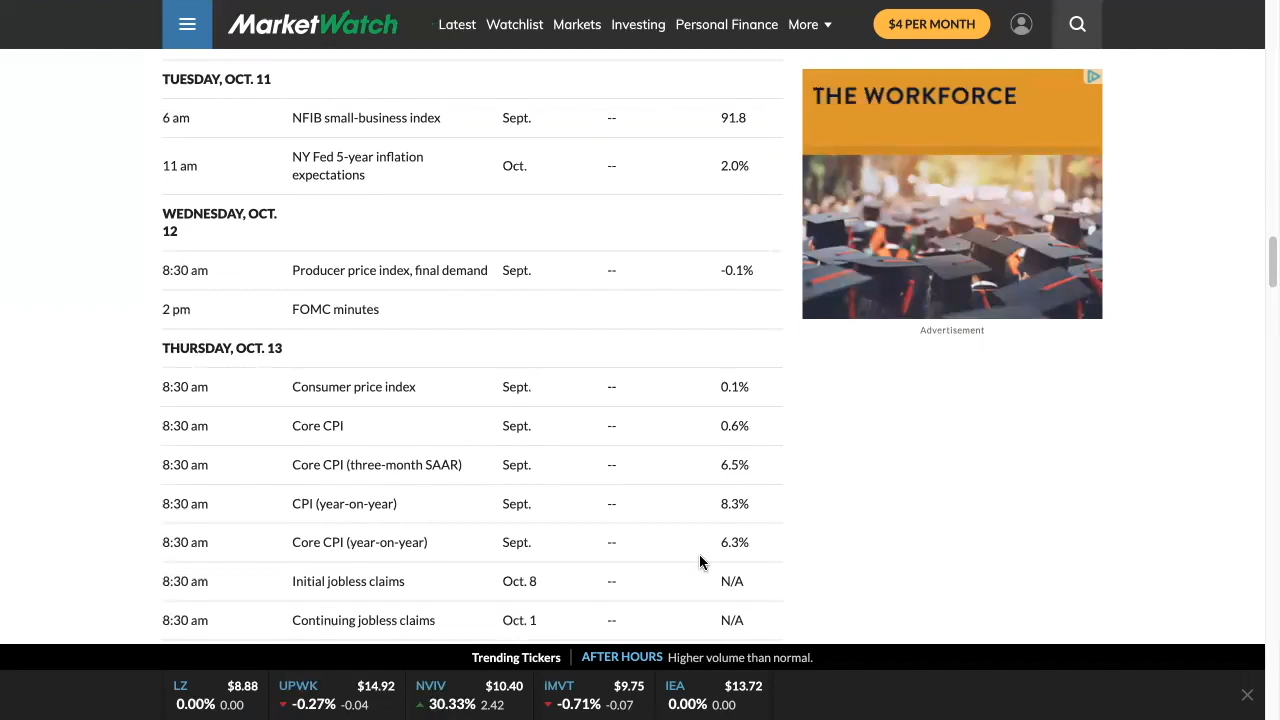 MarketWatch Latest Watchlist Markets Investing Personal Finance More $4 PER MONTH
TUESDAY, OCT. 11
6 am NFIB small-business index Sept. -- 91.8
11 am NY Fed 5-year inflation expectations Oct. -- 2.0%
WEDNESDAY, OCT.
12
8:30 am Producer price index, final demand Sept. -- -0.1%
2 pm FOMC minutes
THURSDAY, OCT. 13
8:30 am Consumer price index Sept. -- 0.1%
8:30 am Core CPI Sept. -- 0.6%
8:30 am Core CPI (three-month SAAR) Sept. -- 6.5%
8:30 am CPI (year-on-year) Sept. -- 8.3%
8:30 am Core CPI (year-on-year) Sept. -- 6.3%
8:30 am Initial jobless claims Oct. 8 -- N/A
8:30 am Continuing jobless claims Oct. 1 -- N/A
THE WORKFORCE
Advertisement
Trending Tickers AFTER HOURS Higher volume than normal.
LZ $8.88 UPWK $14.92 NVIV $10.40 IMVT $9.75 IEA $13.72
0.00% 0.00 -0.27% -0.04 30.33% 2.42 -0.71% -0.07 0.00% 0.00